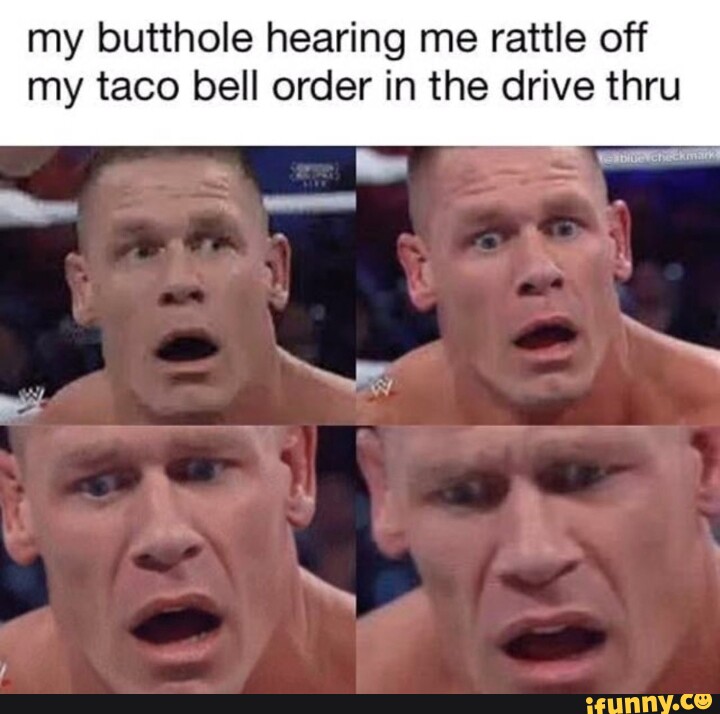 my butthole hearing me rattle off
my taco bell order in the drive thru
ifunny.co